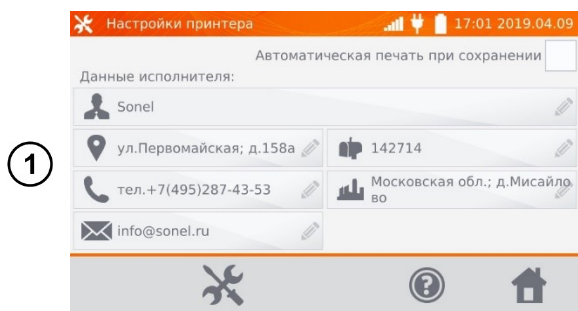 Настройки принтера 17:01 2019.04.09
Автоматическая печать при сохранении
Данные исполнителя:
Sonel
ул.Первомайская; д.158а
142714
тел.+7(495)287-43-53
Московская обл.; д.Мисайло
во
info@sonel.ru
1